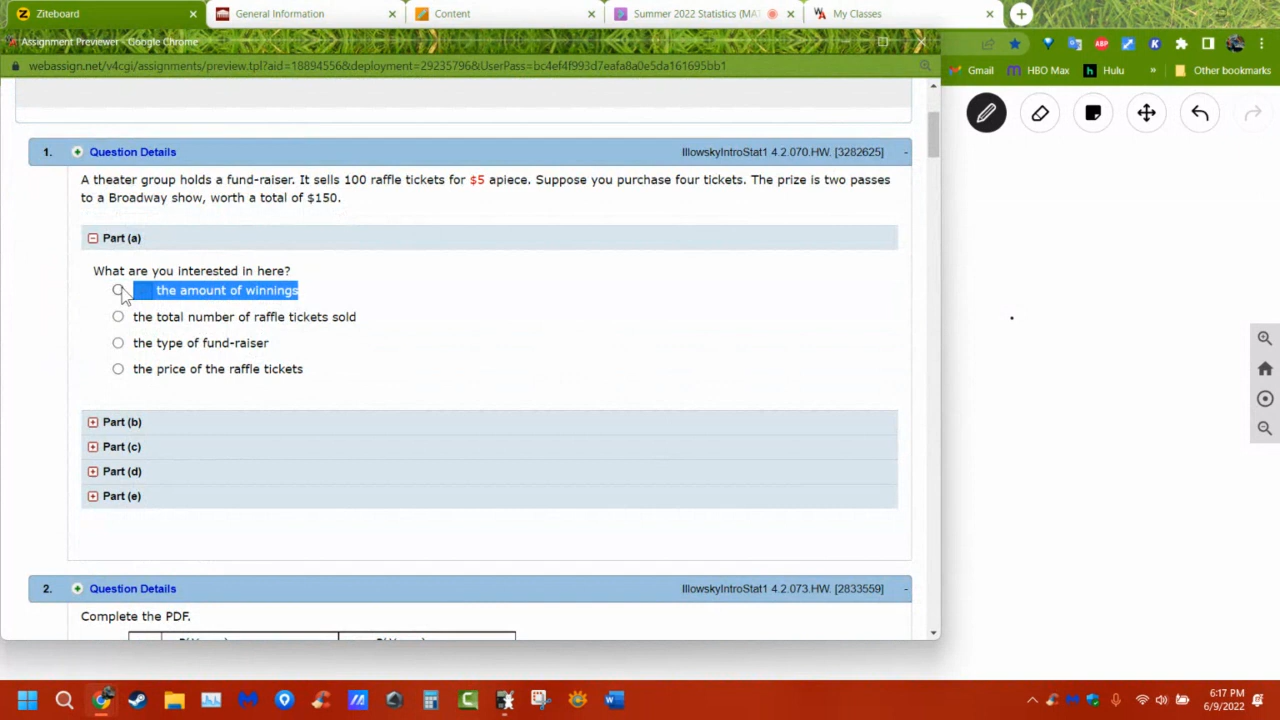 Ziteboard
General Information
Content
Summer 2022 Statistics (MA
My Classes
Assignment Previewer - Google Chrome
webassign.net/v4cgi/assignments/preview.tpl?aid=18894556&deployment=29235796&iUserPass=bc4ef4f993d7eafa8a0e5da161695bb1
Gmail
HBO Max
Hulu
»
Other bookmarks
1. Question Details IllowskyIntroStat1 4.2.070.HW. [3282625] -
A theater group holds a fund-raiser. It sells 100 raffle tickets for $5 apiece. Suppose you purchase four tickets. The prize is two passes
to a Broadway show, worth a total of $150.
Part (a)
What are you interested in here?
the amount of winnings
the total number of raffle tickets sold
the type of fund-raiser
the price of the raffle tickets
Part (b)
Part (c)
Part (d)
Part (e)
2. Question Details IllowskyIntroStat1 4.2.073.HW. [2833559] -
Complete the PDF.
6:17 PM
6/9/2022